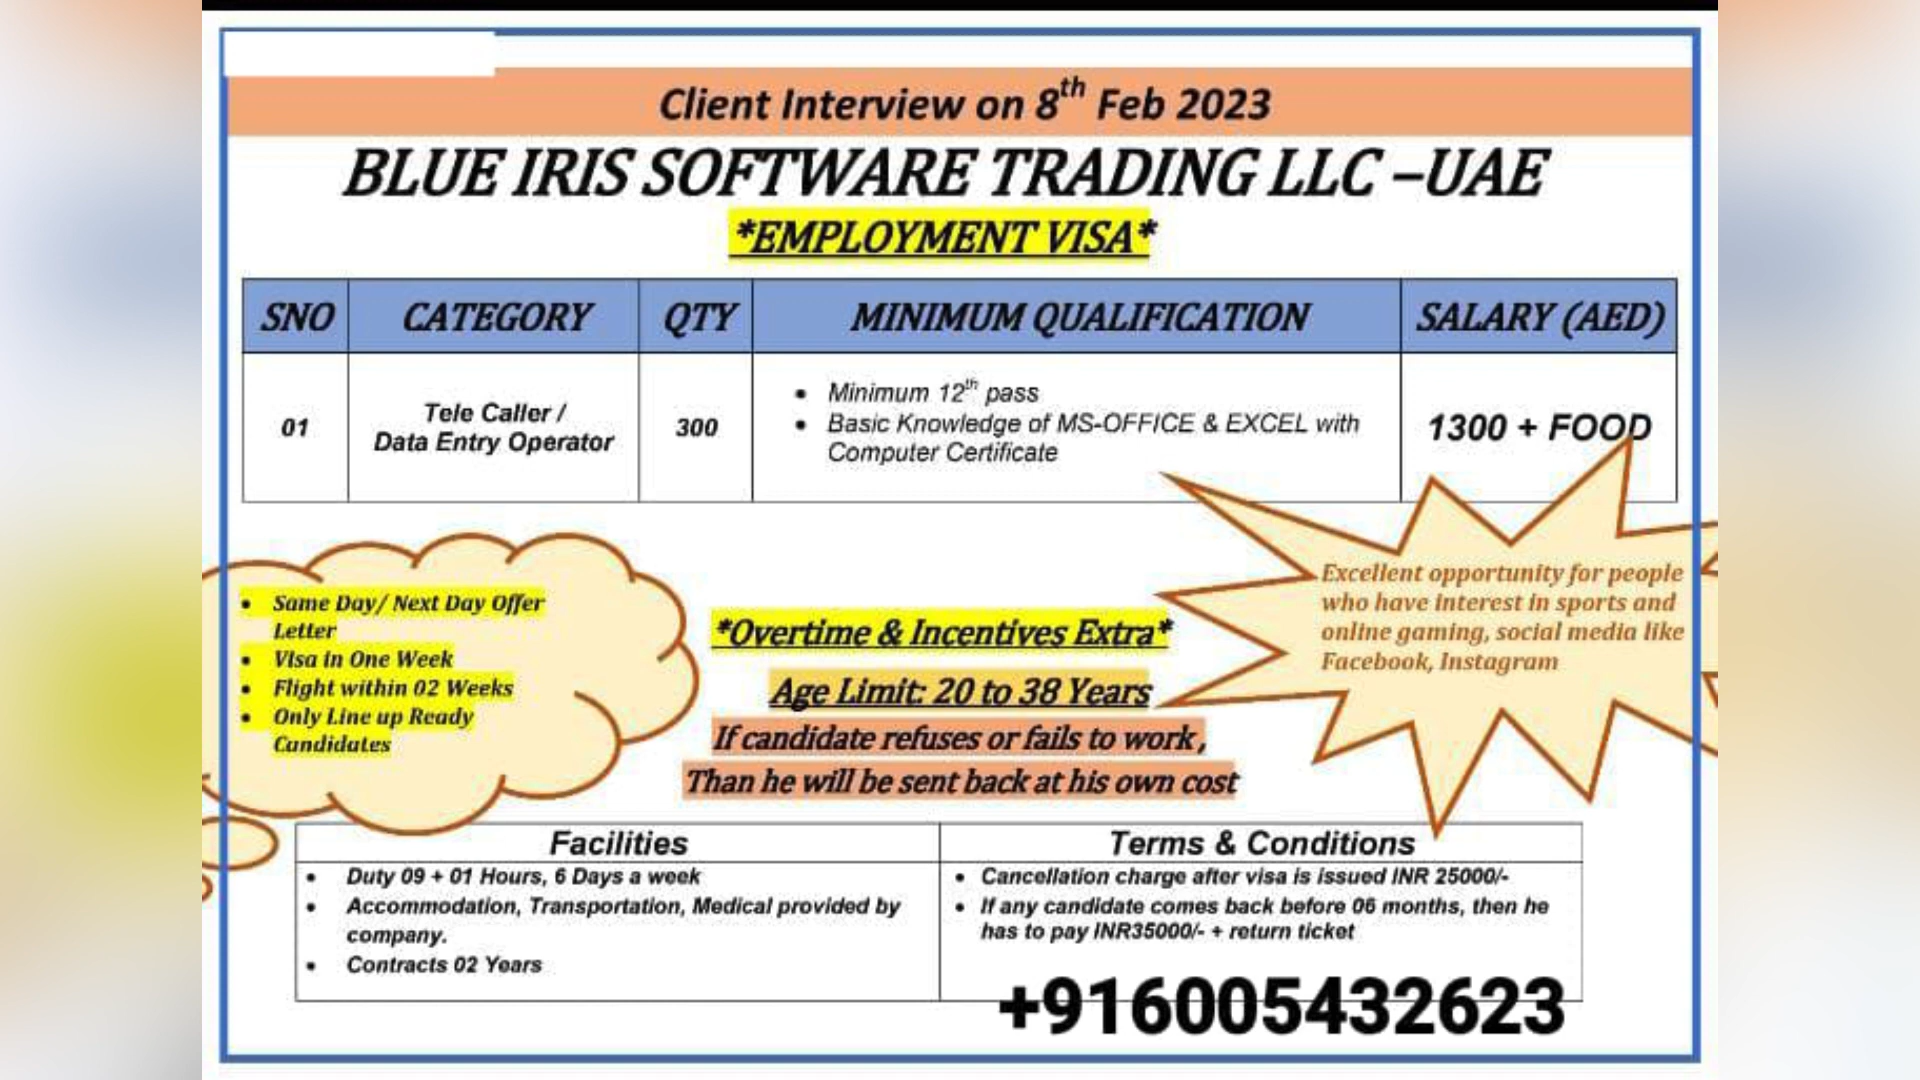 Client Interview on 8th Feb 2023
BLUE IRIS SOFTWARE TRADING LLC –UAE
*EMPLOYMENT VISA*
SNO CATEGORY QTY MINIMUM QUALIFICATION SALARY (AED)
01
Tele Caller /
Data Entry Operator
300
• Minimum 12th pass
• Basic Knowledge of MS-OFFICE & EXCEL with
Computer Certificate
1300 + FOOD
• Same Day/ Next Day Offer
Letter
• Visa in One Week
• Flight within 02 Weeks
• Only Line up Ready
Candidates
*Overtime & Incentives Extra*
Age Limit: 20 to 38 Years
If candidate refuses or fails to work,
Than he will be sent back at his own cost
Excellent opportunity for people
who have interest in sports and
online gaming, social media like
Facebook, Instagram
Facilities
• Duty 09 + 01 Hours, 6 Days a week
• Accommodation, Transportation, Medical provided by
company.
• Contracts 02 Years
Terms & Conditions
• Cancellation charge after visa is issued INR 25000/-
• If any candidate comes back before 06 months, then he
has to pay INR35000/- + return ticket
+916005432623